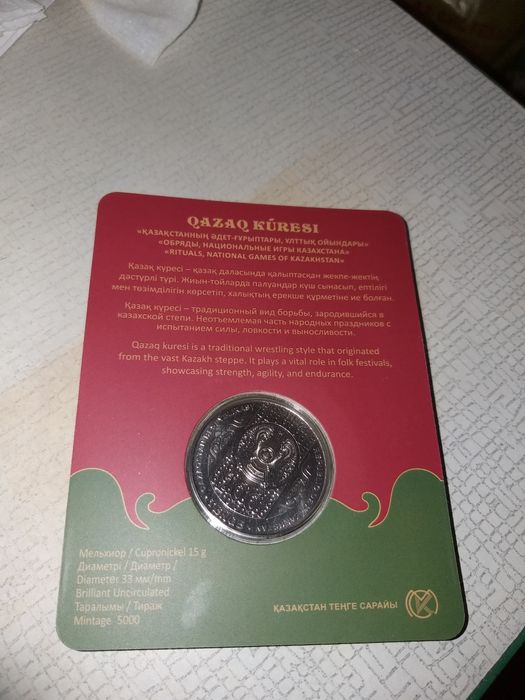 QAZAQ KÚRESI
«ҚАЗАҚСТАННЫҢ ӘДЕТ-ҒҰРЫПТАРЫ, ҰЛТТЫҚ ОЙЫНДАРЫ»
«ОБРЯДЫ, НАЦИОНАЛЬНЫЕ ИГРЫ КАЗАХСТАНА»
«RITUALS, NATIONAL GAMES OF KAZAKHSTAN»
Қазақ күресі – қазақ даласында қалыптасқан жекпе-жектің
дәстүрлі түрі. Жиын-тойларда палуандар күш сынасып, ептілігі
мен төзімділігін көрсетіп, халықтың ерекше құрметіне ие болған.
Қазақ күресі – традиционный вид борьбы, зародившийся в
казахской степи. Неотъемлемая часть народных праздников с
испытанием силы, ловкости и выносливости.
Qazaq kuresi is a traditional wrestling style that originated
from the vast Kazakh steppe. It plays a vital role in folk festivals,
showcasing strength, agility, and endurance.
Мельхиор / Cupronickel 15 g
Диаметрі / Диаметр /
Diameter 33 мм/mm
Brilliant Uncirculated
Таралымы / Тираж
Mintage 5000
ҚАЗАҚСТАН ТЕҢГЕ САРАЙЫ